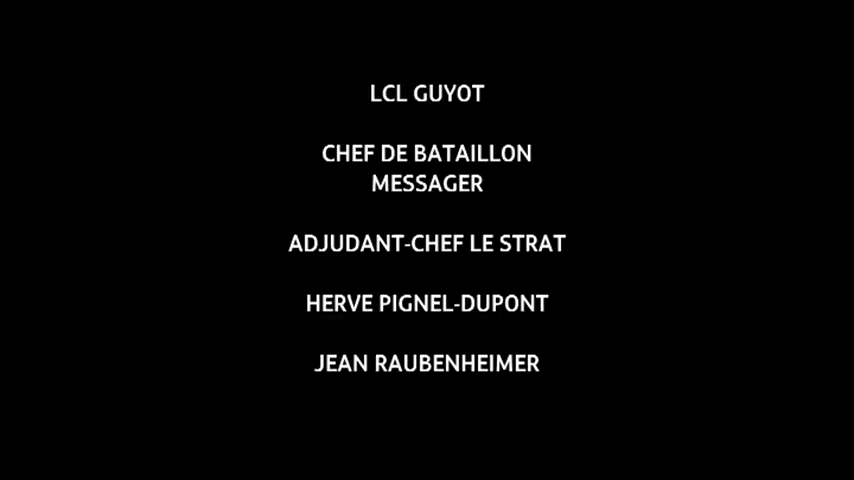 LCL GUYOT
CHEF DE BATAILLON
MESSAGER
ADJUDANT-CHEF LE STRAT
HERVE PIGNEL-DUPONT
JEAN RAUBENHEIMER